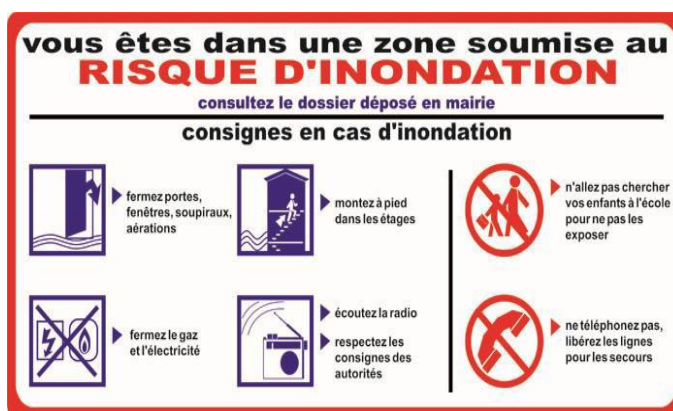 vous êtes dans une zone soumise au
RISQUE D'INONDATION
consultez le dossier déposé en mairie
consignes en cas d'inondation
fermez portes,
fenêtres, soupiraux,
aérations
montez à pied
dans les étages
n'allez pas chercher
vos enfants à l'école
pour ne pas les
exposer
fermez le gaz
et l'électricité
écoutez la radio
respectez les
consignes des
autorités
ne téléphonez pas,
libérez les lignes
pour les secours